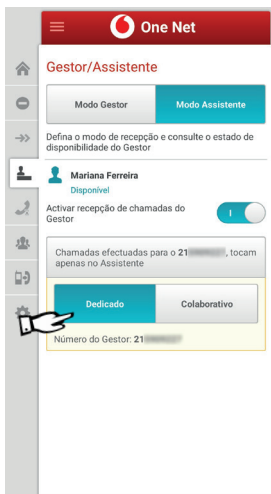 One Net
Gestor/Assistente
Modo Gestor
Modo Assistente
Defina o modo de recepção e consulte o estado de
disponibilidade do Gestor
Mariana Ferreira
Disponível
Activar recepção de chamadas do
Gestor
Chamadas efectuadas para o 21 , tocam
apenas no Assistente
Dedicado
Colaborativo
Número do Gestor: 21